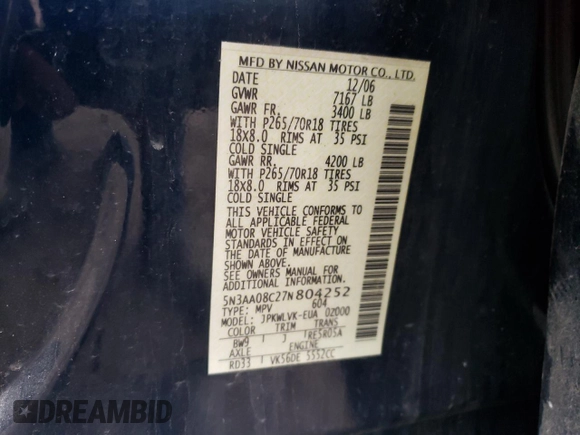 MFD BY NISSAN MOTOR CO., LTD.
DATE 12/06
GVWR 7167 LB
GAWR FR. 3400 LB
WITH P265/70R18 TIRES
18X8.0 RIMS AT 35 PSI
COLD SINGLE
GAWR RR. 4200 LB
WITH P265/70R18 TIRES
18X8.0 RIMS AT 35 PSI
COLD SINGLE
THIS VEHICLE CONFORMS TO
ALL APPLICABLE FEDERAL
MOTOR VEHICLE SAFETY
STANDARDS IN EFFECT ON
THE DATE OF MANUFACTURE
SHOWN ABOVE.
SEE OWNERS MANUAL FOR
ADDITIONAL INFORMATION.
5N3AA08C27N804252
TYPE: MPV 604
MODEL: JPKWLVK-EUA 02000
COLOR TRIM TRANS
BW9 J RE5R05A
AXLE ENGINE
RD33 VK56DE 5552CC
DREAMBID